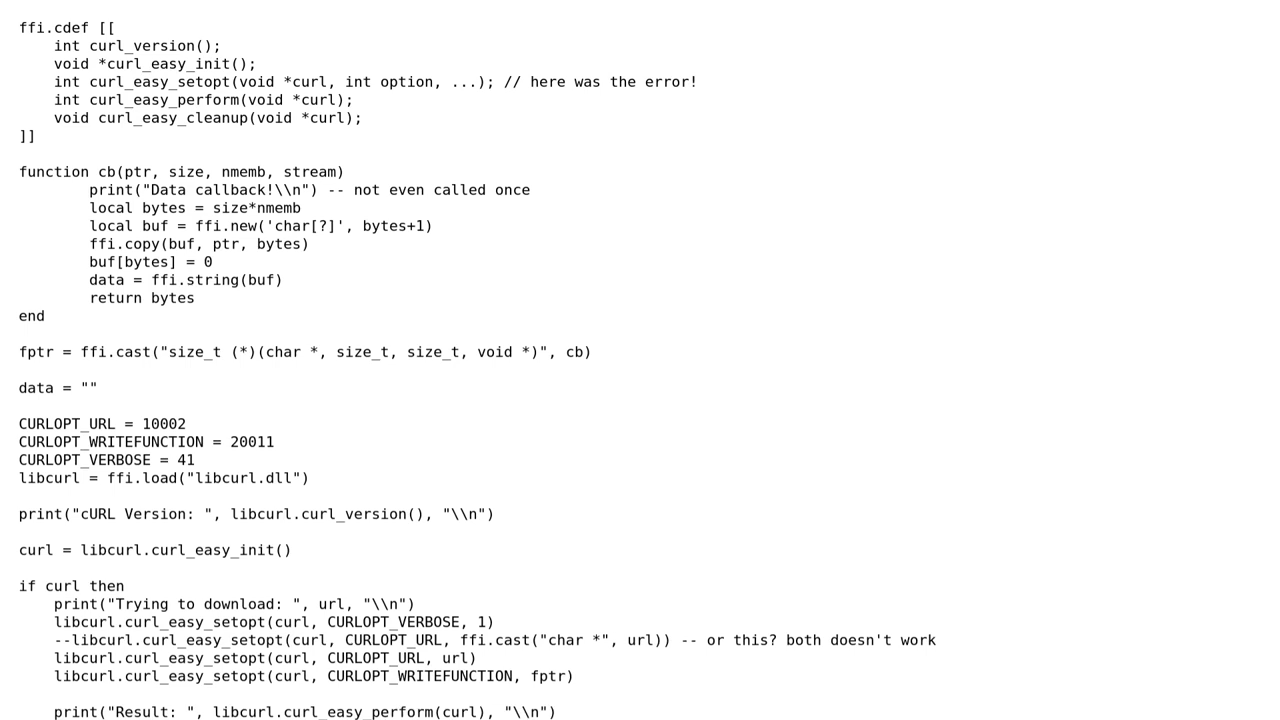 ffi.cdef [[
    int curl_version();
    void *curl_easy_init();
    int curl_easy_setopt(void *curl, int option, ...); // here was the error!
    int curl_easy_perform(void *curl);
    void curl_easy_cleanup(void *curl);
]]

function cb(ptr, size, nmemb, stream)
        print("Data callback!\\n") -- not even called once
        local bytes = size*nmemb
        local buf = ffi.new('char[?]', bytes+1)
        ffi.copy(buf, ptr, bytes)
        buf[bytes] = 0
        data = ffi.string(buf)
        return bytes
end

fptr = ffi.cast("size_t (*)(char *, size_t, size_t, void *)", cb)

data = ""

CURLOPT_URL = 10002
CURLOPT_WRITEFUNCTION = 20011
CURLOPT_VERBOSE = 41
libcurl = ffi.load("libcurl.dll")

print("cURL Version: ", libcurl.curl_version(), "\\n")

curl = libcurl.curl_easy_init()

if curl then
    print("Trying to download: ", url, "\\n")
    libcurl.curl_easy_setopt(curl, CURLOPT_VERBOSE, 1)
    --libcurl.curl_easy_setopt(curl, CURLOPT_URL, ffi.cast("char *", url)) -- or this? both doesn't work
    libcurl.curl_easy_setopt(curl, CURLOPT_URL, url)
    libcurl.curl_easy_setopt(curl, CURLOPT_WRITEFUNCTION, fptr)

    print("Result: ", libcurl.curl_easy_perform(curl), "\\n")